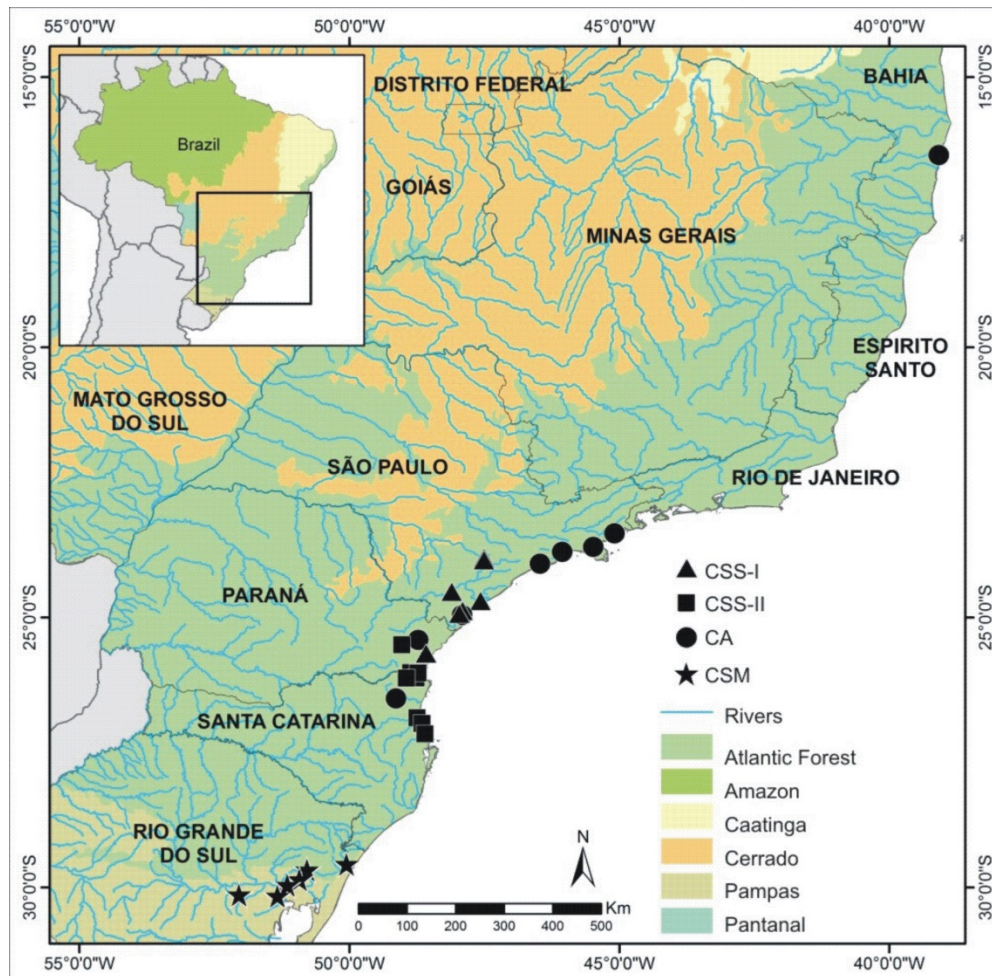 55°0'0"W 50°0'0"W 45°0'0"W 40°0'0"W
15°0'0"S
15°0'0"S
DISTRITO FEDERAL
BAHIA
Brazil
GOIÁS
MINAS GERAIS
20°0'0"S
20°0'0"S
ESPIRITO
SANTO
MATO GROSSO
DO SUL
SÃO PAULO
RIO DE JANEIRO
CSS-I
PARANÁ
CSS-II
25°0'0"S
25°0'0"S
CA
CSM
SANTA CATARINA
Rivers
Atlantic Forest
Amazon
Caatinga
Cerrado
Pampas
Pantanal
RIO GRANDE
DO SUL
N
30°0'0"S
30°0'0"S
Km
0 100 200 300 400 500
55°0'0"W 50°0'0"W 45°0'0"W 40°0'0"W